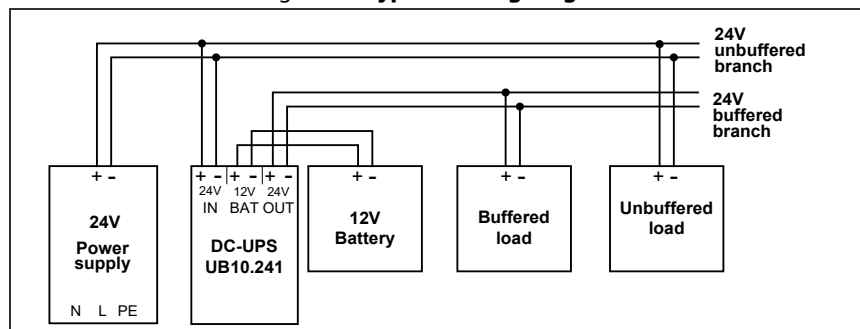 24V
unbuffered
branch
24V
buffered
branch
+ -
24V
Power
supply
N L PE
+ - + - + -
24V 12V 24V
IN BAT OUT
DC-UPS
UB10.241
+ -
12V
Battery
+ -
Buffered
load
+ -
Unbuffered
load